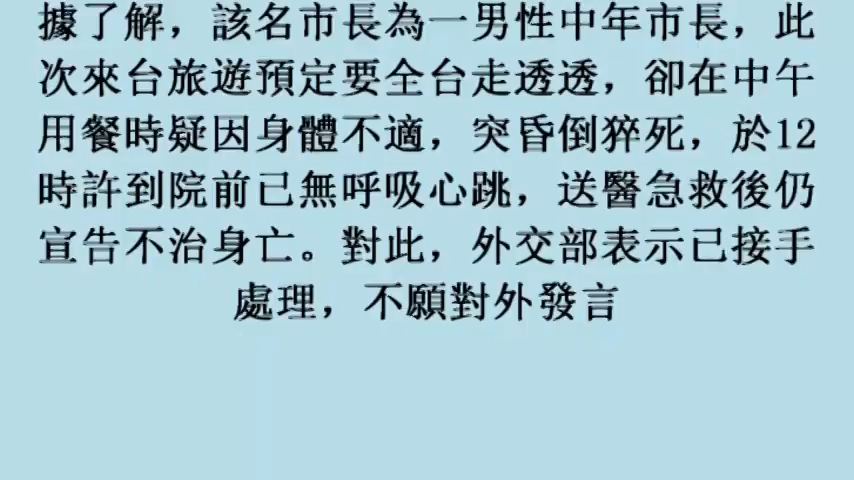 據了解，該名市長為一男性中年市長，此
次來台旅遊預定要全台走透透，卻在中午
用餐時疑因身體不適，突昏倒猝死，於12
時許到院前已無呼吸心跳，送醫急救後仍
宣告不治身亡。對此，外交部表示已接手
處理，不願對外發言